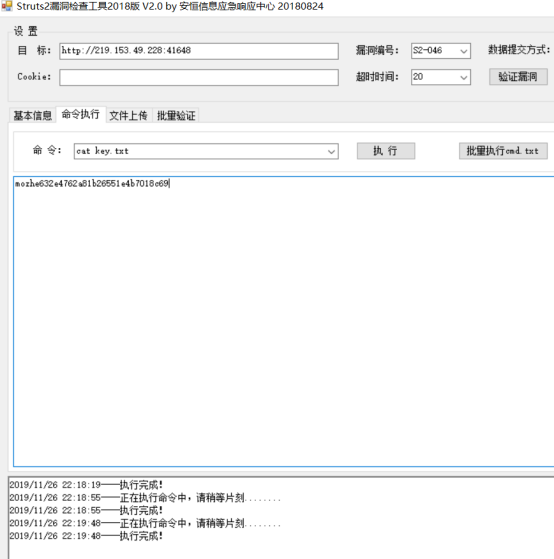 Struts2漏洞检查工具2018版 V2.0 by 安恒信息应急响应中心 20180824
设 置
目 标: http://219.153.49.228:41648 漏洞编号: S2-046 数据提交方式:
Cookie: 超时时间: 20 验证漏洞
基本信息 命令执行 文件上传 批量验证
命 令: cat key.txt 执 行 批量执行cmd.txt
mozhe632e4762a81b26551e4b7018c69
2019/11/26 22:18:19——执行完成!
2019/11/26 22:18:55——正在执行命令中，请稍等片刻........
2019/11/26 22:18:55——执行完成!
2019/11/26 22:19:48——正在执行命令中，请稍等片刻........
2019/11/26 22:19:48——执行完成!